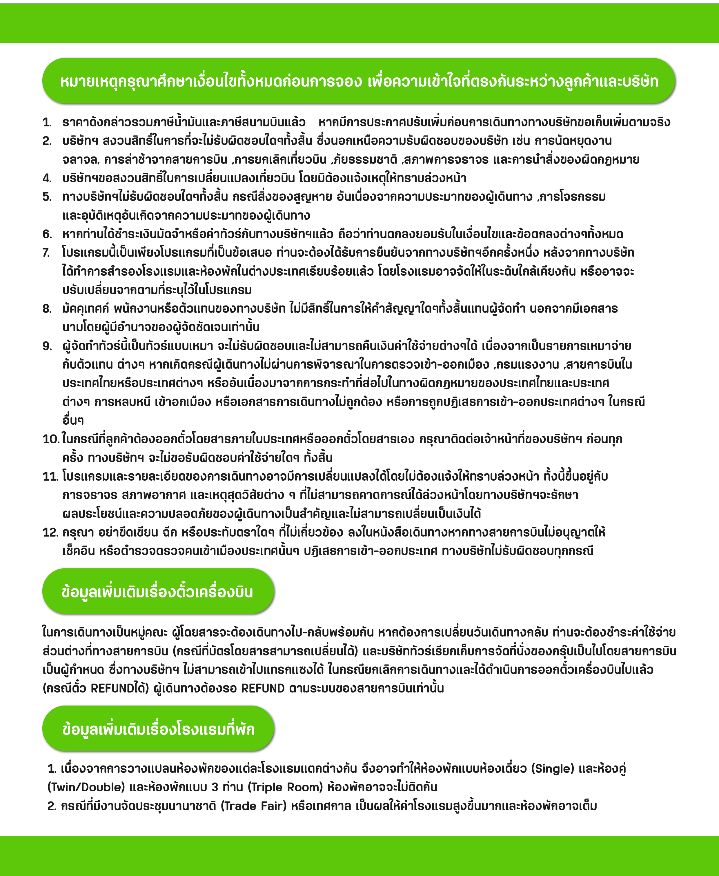 หมายเหตุกรุณาศึกษาเงื่อนไขทั้งหมดก่อนการจอง เพื่อความเข้าใจที่ตรงกันระหว่างลูกค้าและบริษัท
1. ราคาดังกล่าวรวมภาษีน้ำมันและภาษีสนามบินแล้ว หากมีการประกาศปรับเพิ่มก่อนการเดินทางทางบริษัทขอเก็บเพิ่มตามจริง
2. บริษัทฯ สงวนสิทธิ์ในการที่จะไม่รับผิดชอบใดๆทั้งสิ้น ซึ่งนอกเหนือความรับผิดชอบของบริษัท เช่น การนัดหยุดงาน
จลาจล, การล่าช้าจากสายการบิน ,การยกเลิกเที่ยวบิน ,ภัยธรรมชาติ ,สภาพการจราจร และการนำสิ่งของผิดกฎหมาย
4. บริษัทฯขอสงวนสิทธิ์ในการเปลี่ยนแปลงเที่ยวบิน โดยมิต้องแจ้งเหตุให้ทราบล่วงหน้า
5. ทางบริษัทฯไม่รับผิดชอบใดๆทั้งสิ้น กรณีสิ่งของสูญหาย อันเนื่องจากความประมาทของผู้เดินทาง ,การโจรกรรม
และอุบัติเหตุอันเกิดจากความประมาทของผู้เดินทาง
6. หากท่านได้ชำระเงินมัดจำหรือค่าทัวร์กับทางบริษัทฯแล้ว ถือว่าท่านตกลงยอมรับในเงื่อนไขและข้อตกลงต่างๆทั้งหมด
7. โปรแกรมนี้เป็นเพียงโปรแกรมที่เป็นข้อเสนอ ท่านจะต้องได้รับการยืนยันจากทางบริษัทฯอีกครั้งหนึ่ง หลังจากทางบริษัท
ได้ทำการสำรองโรงแรมและห้องพักในต่างประเทศเรียบร้อยแล้ว โดยโรงแรมอาจจัดให้ในระดับใกล้เคียงกัน หรืออาจจะ
ปรับเปลี่ยนจากตามที่ระบุไว้ในโปรแกรม
8. มัคคุเทศก์ พนักงานหรือตัวแทนของทางบริษัท ไม่มีสิทธิ์ในการให้คำสัญญาใดๆทั้งสิ้นแทนผู้จัดทำ นอกจากมีเอกสาร
นามโดยผู้มีอำนาจของผู้จัดชัดเจนเท่านั้น
9. ผู้จัดทำทัวร์นี้เป็นทัวร์แบบเหมา จะไม่รับผิดชอบและไม่สามารถคืนเงินค่าใช้จ่ายต่างๆได้ เนื่องจากเป็นรายการเหมาจ่าย
กับตัวแทน ต่างๆ หากเกิดกรณีผู้เดินทางไม่ผ่านการพิจารณาในการตรวจเข้า-ออกเมือง ,กรมแรงงาน ,สายการบินใน
ประเทศไทยหรือประเทศต่างๆ หรืออันเนื่องมาจากการกระทำที่ส่อไปในทางผิดกฎหมายของประเทศไทยและประเทศ
ต่างๆ การหลบหนี เข้าออกเมือง หรือเอกสารการเดินทางไม่ถูกต้อง หรือการถูกปฏิเสธการเข้า-ออกประเทศต่างๆ ในกรณี
อื่นๆ
10. ในกรณีที่ลูกค้าต้องออกตั๋วโดยสารภายในประเทศหรือออกตั๋วโดยสารเอง กรุณาติดต่อเจ้าหน้าที่ของบริษัทฯ ก่อนทุก
ครั้ง ทางบริษัทฯ จะไม่ขอรับผิดชอบค่าใช้จ่ายใดๆ ทั้งสิ้น
11. โปรแกรมและรายละเอียดของการเดินทางอาจมีการเปลี่ยนแปลงได้โดยไม่ต้องแจ้งให้ทราบล่วงหน้า ทั้งนี้ขึ้นอยู่กับ
การจราจร สภาพอากาศ และเหตุสุดวิสัยต่าง ๆ ที่ไม่สามารถคาดการณ์ได้ล่วงหน้าโดยทางบริษัทฯจะรักษา
ผลประโยชน์และความปลอดภัยของผู้เดินทางเป็นสำคัญและไม่สามารถเปลี่ยนเป็นเงินได้
12. กรุณา อย่าขีดเขียน ฉีก หรือประทับตราใดๆ ที่ไม่เกี่ยวข้อง ลงในหนังสือเดินทางหากทางสายการบินไม่อนุญาตให้
เช็คอิน หรือตำรวจตรวจคนเข้าเมืองประเทศนั้นๆ ปฏิเสธการเข้า-ออกประเทศ ทางบริษัทไม่รับผิดชอบทุกกรณี
ข้อมูลเพิ่มเติมเรื่องตั๋วเครื่องบิน
ในการเดินทางเป็นหมู่คณะ ผู้โดยสารจะต้องเดินทางไป-กลับพร้อมกัน หากต้องการเปลี่ยนวันเดินทางกลับ ท่านจะต้องชำระค่าใช้จ่าย
ส่วนต่างที่ทางสายการบิน (กรณีที่บัตรโดยสารสามารถเปลี่ยนได้) และบริษัททัวร์เรียกเก็บการจัดที่นั่งของกรุ๊ปเป็นไปโดยสายการบิน
เป็นผู้กำหนด ซึ่งทางบริษัทฯ ไม่สามารถเข้าไปแทรกแซงได้ ในกรณียกเลิกการเดินทางและได้ดำเนินการออกตั๋วเครื่องบินไปแล้ว
(กรณีตั๋ว REFUNDได้) ผู้เดินทางต้องรอ REFUND ตามระบบของสายการบินเท่านั้น
ข้อมูลเพิ่มเติมเรื่องโรงแรมที่พัก
1. เนื่องจากการวางแปลนห้องพักของแต่ละโรงแรมแตกต่างกัน จึงอาจทำให้ห้องพักแบบห้องเดี่ยว (Single) และห้องคู่
(Twin/Double) และห้องพักแบบ 3 ท่าน (Triple Room) ห้องพักอาจจะไม่ติดกัน
2. กรณีที่มีงานจัดประชุมนานาชาติ (Trade Fair) หรือเทศกาล เป็นผลให้ค่าโรงแรมสูงขึ้นมากและห้องพักอาจเต็ม